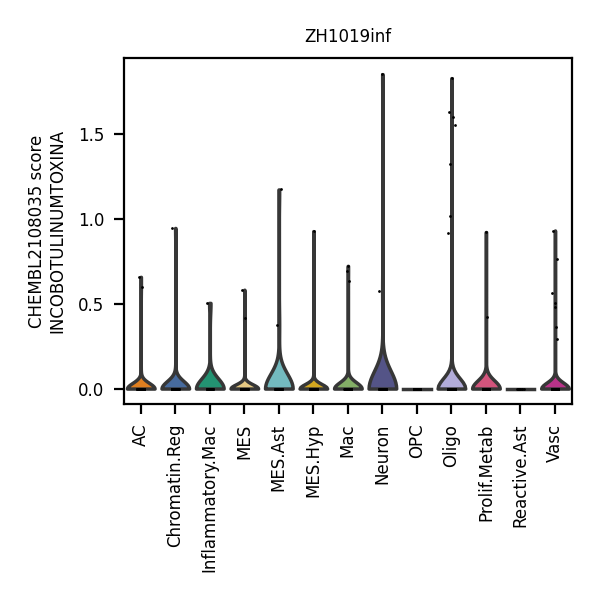 ZH1019inf
CHEMBL2108035 score
INCOBOTULINUMTOXINA
1.5
1.0
0.5
0.0
AC
Chromatin.Reg
Inflammatory.Mac
MES
MES.Ast
MES.Hyp
Mac
Neuron
OPC
Oligo
Prolif.Metab
Reactive.Ast
Vasc